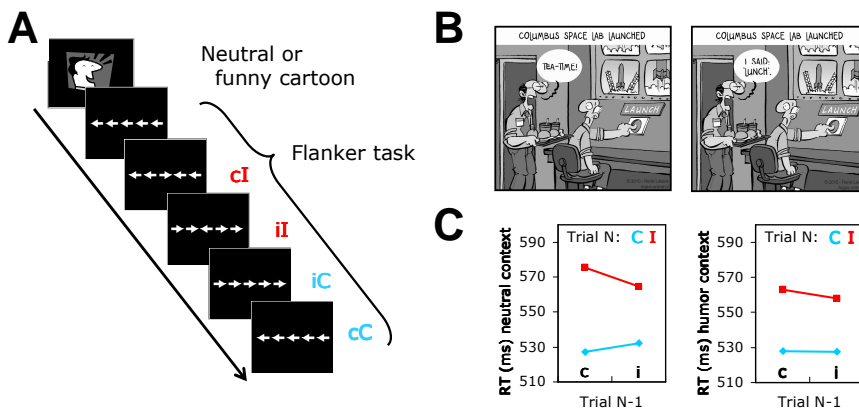 A
Neutral or
funny cartoon
Flanker task
cI
iI
iC
cC
B
COLUMBUS SPACE LAB LAUNCHED
TEA-TIME!
LAUNCH
COLUMBUS SPACE LAB LAUNCHED
I SAID:
'LUNCH'.
LAUNCH
C
RT (ms) neutral context
590
570
550
530
510
Trial N: C I
c i
Trial N-1
RT (ms) humor context
590
570
550
530
510
Trial N: C I
c i
Trial N-1